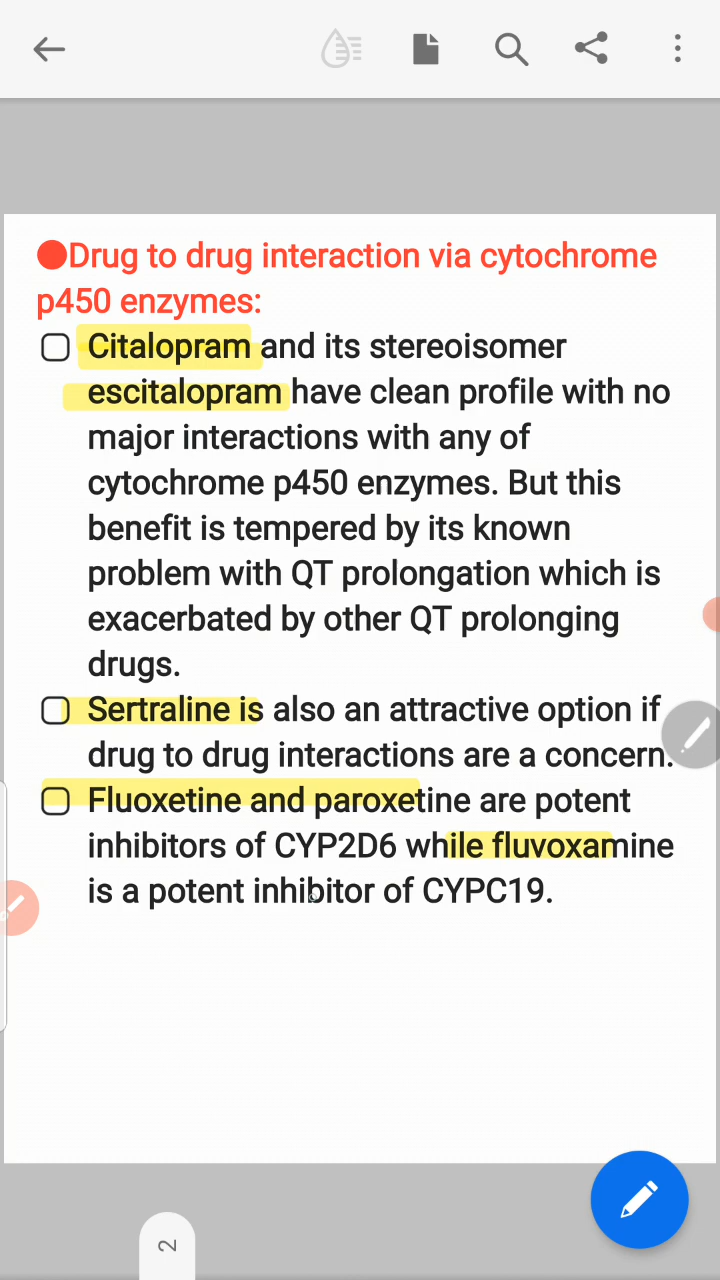 Drug to drug interaction via cytochrome
p450 enzymes:
Citalopram and its stereoisomer
escitalopram have clean profile with no
major interactions with any of
cytochrome p450 enzymes. But this
benefit is tempered by its known
problem with QT prolongation which is
exacerbated by other QT prolonging
drugs.
Sertraline is also an attractive option if
drug to drug interactions are a concern.
Fluoxetine and paroxetine are potent
inhibitors of CYP2D6 while fluvoxamine
is a potent inhibitor of CYPC19.
2